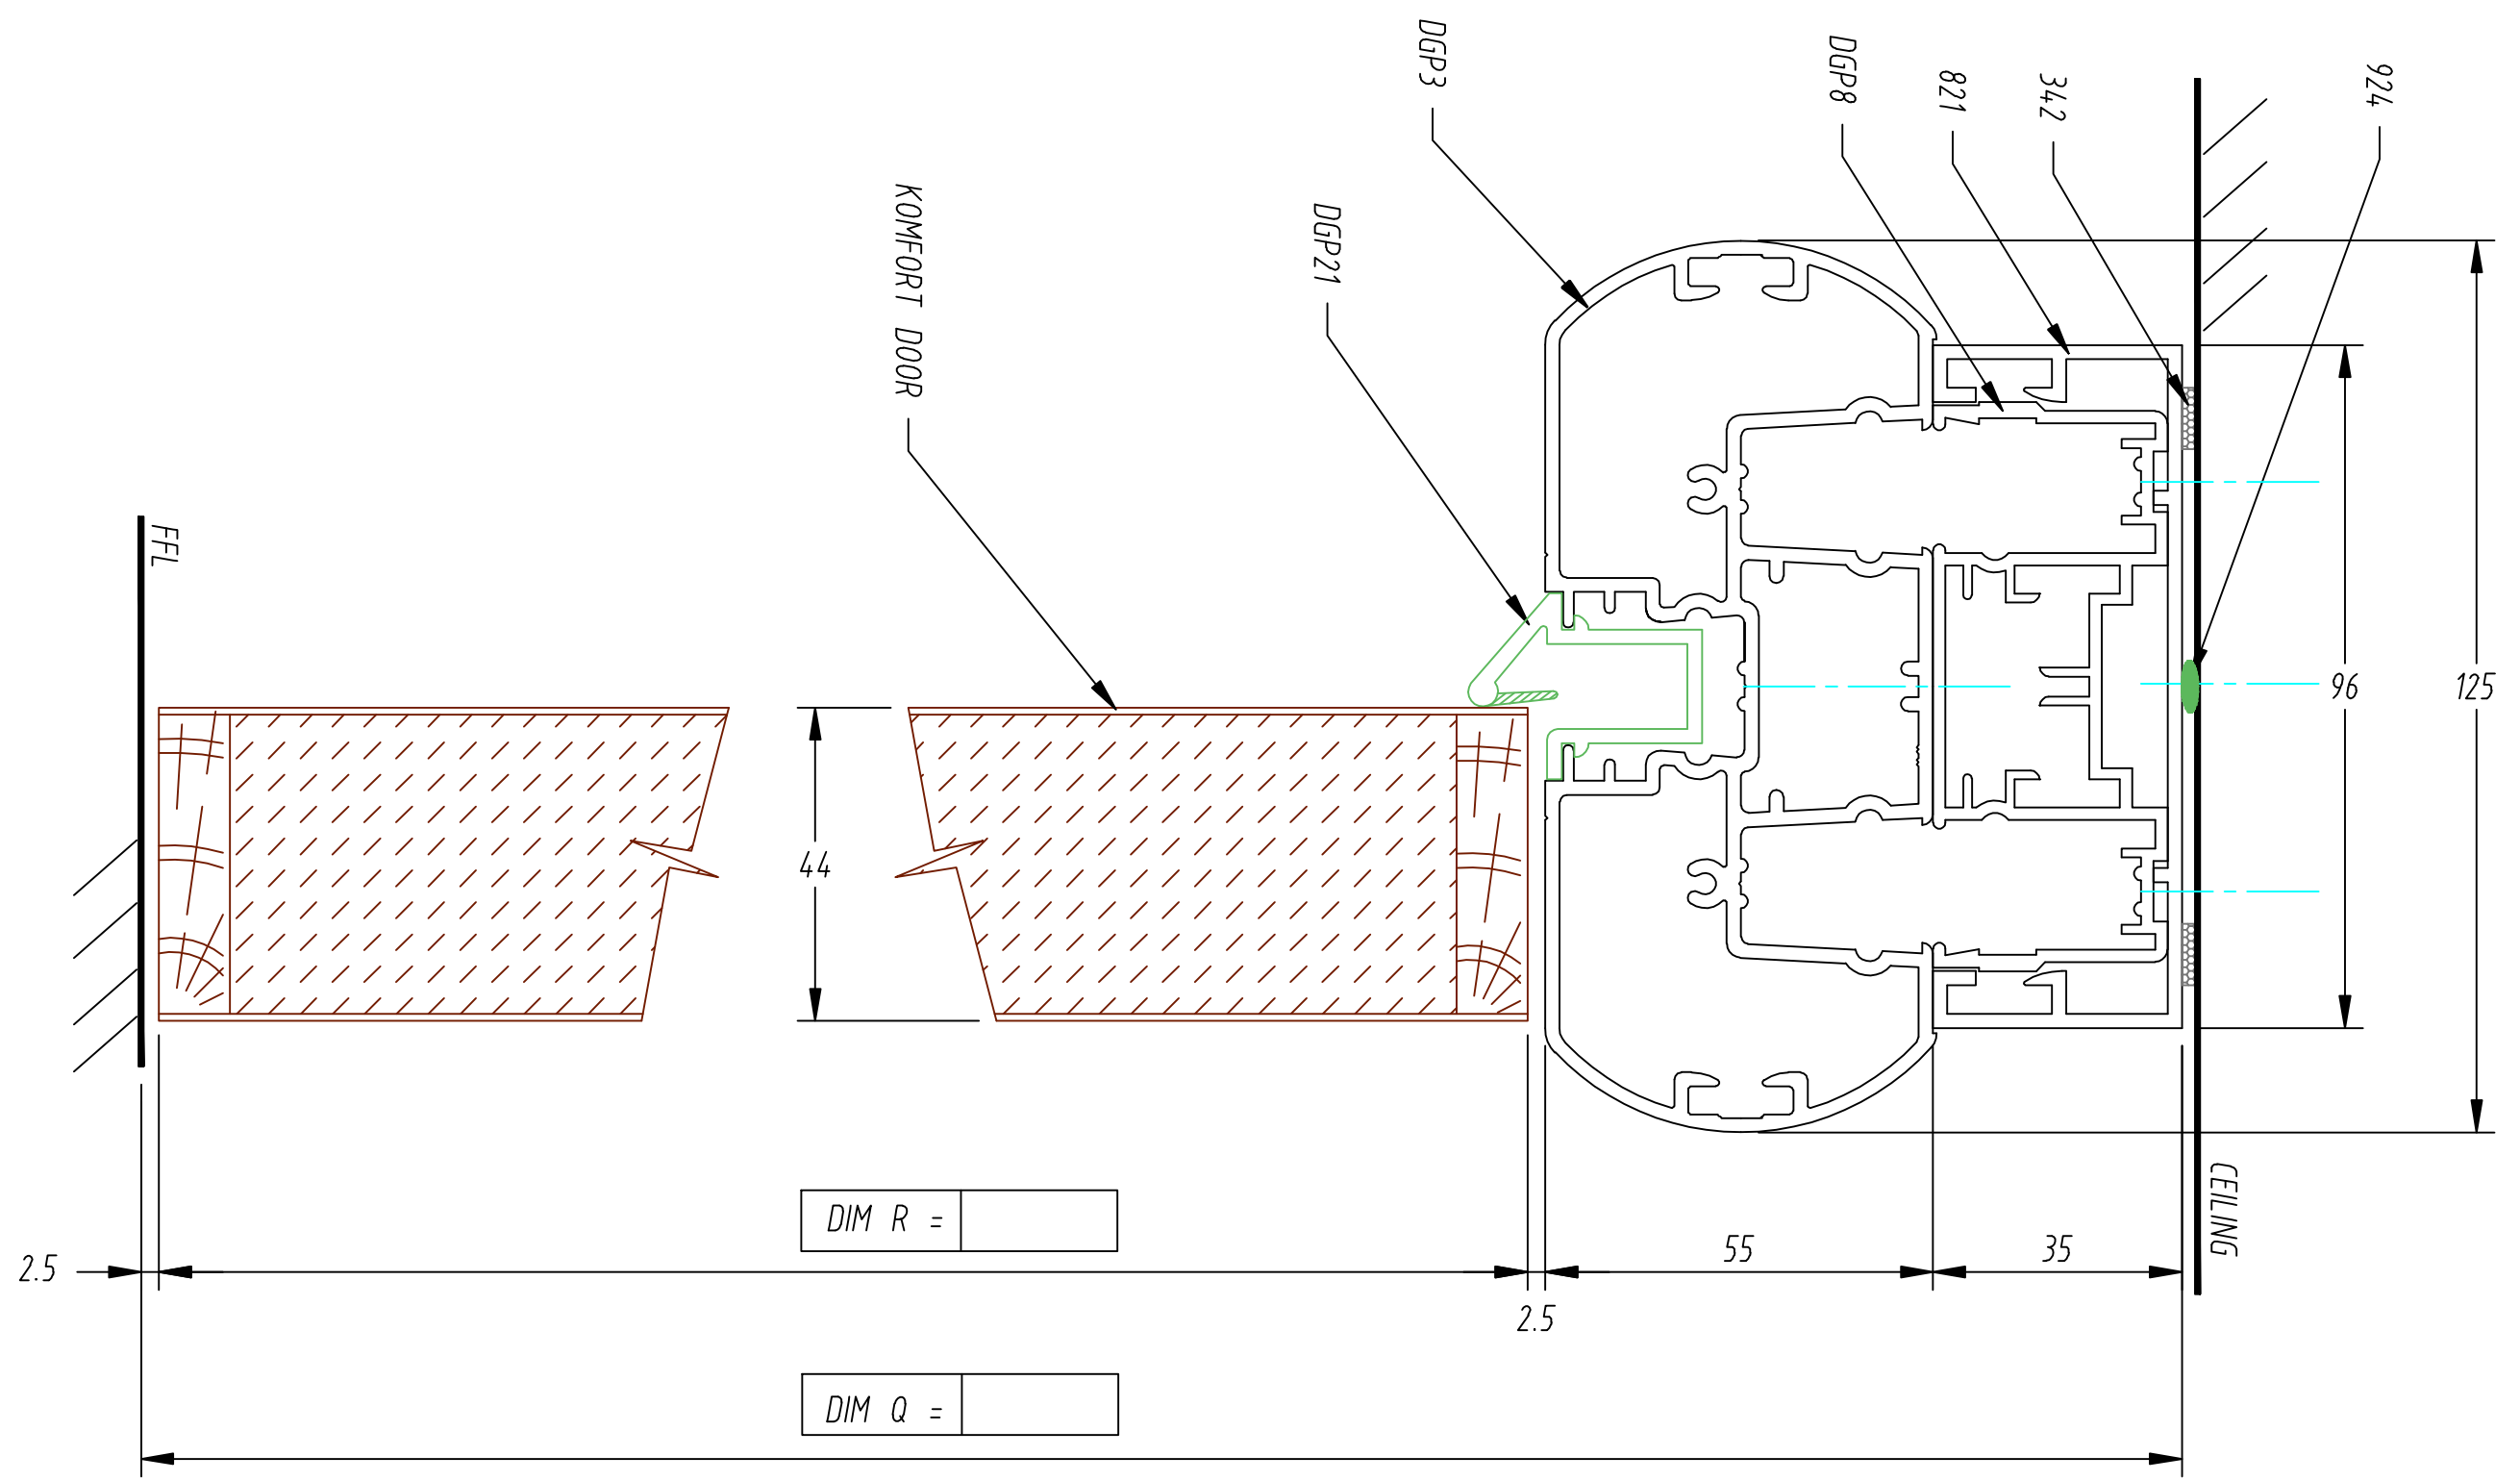 DGP3
DGP8
821
342
924
KOMFORT DOOR
DGP21
FFL
44
96
125
CEILING
DIM R =
55
35
2.5
2.5
DIM Q =